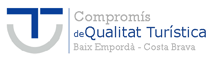 Compromís
de Qualitat Turística
Baix Empordà - Costa Brava